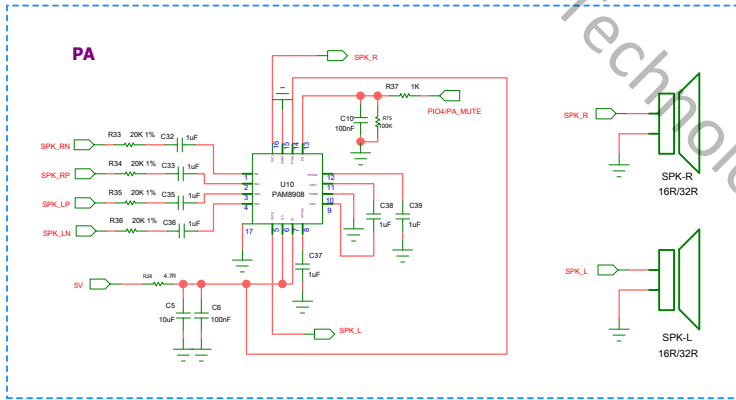 PA
Technolo
SPK_R
R37 1K
PIO4/PA_MUTE
C10
100nF
R75
100K
SPK_RN
R33 20K 1% C32 1uF
SPK_RP
R34 20K 1% C33 1uF
SPK_LP
R35 20K 1% C35 1uF
SPK_LN
R36 20K 1% C36 1uF
16 15 14 13
1
2
3
4
17
U10
PAM8908
12
11
10
9
5 6 7 8
C38
1uF
C39
1uF
C37
1uF
5V
R28 4.7R
C5
10uF
C6
100nF
SPK_L
SPK_R
SPK-R
16R/32R
SPK_L
SPK-L
16R/32R